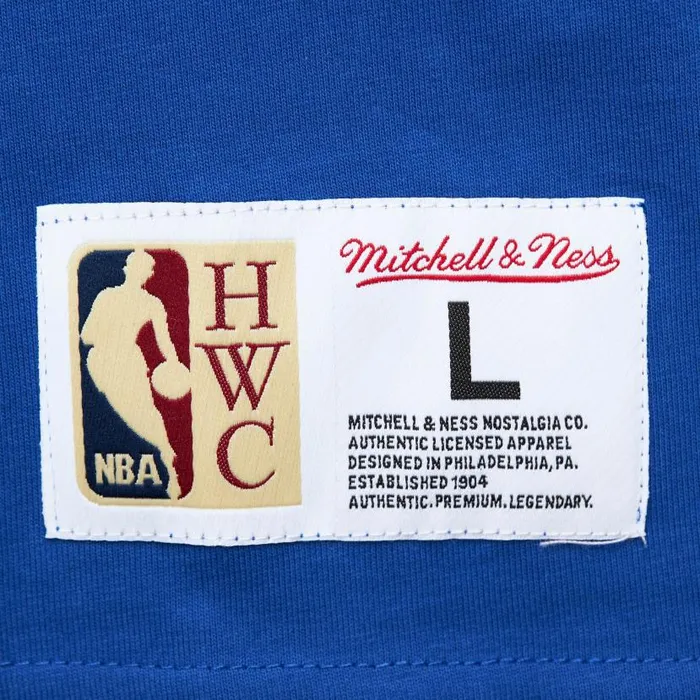 NBA
H
W
C
Mitchell & Ness
L
MITCHELL & NESS NOSTALGIA CO.
AUTHENTIC LICENSED APPAREL
DESIGNED IN PHILADELPHIA, PA.
ESTABLISHED 1904
AUTHENTIC.PREMIUM.LEGENDARY.